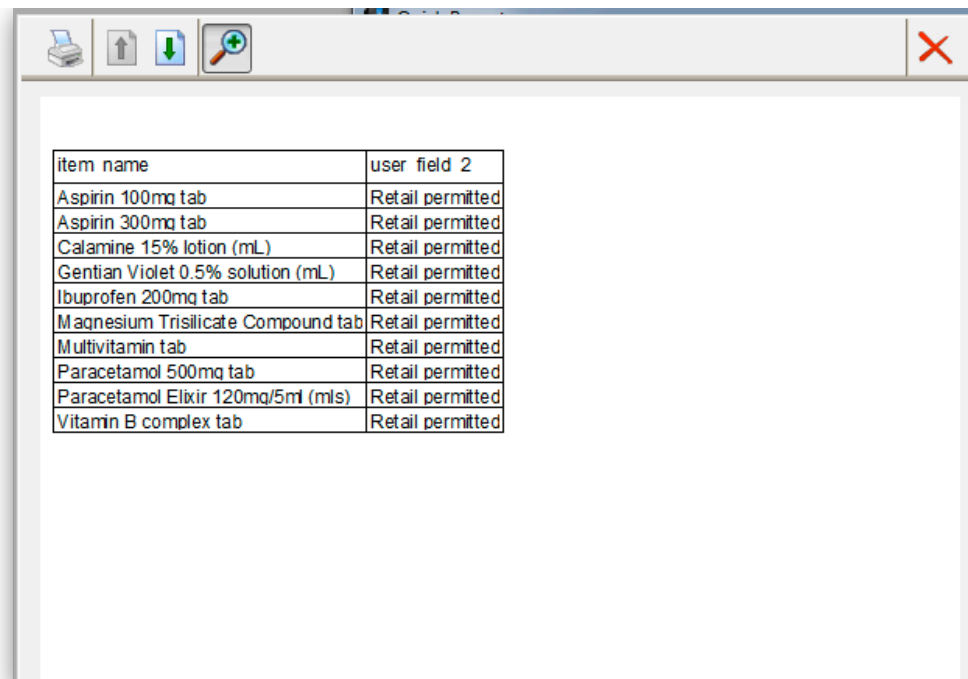 item name user field 2
Aspirin 100mg tab Retail permitted
Aspirin 300mg tab Retail permitted
Calamine 15% lotion (mL) Retail permitted
Gentian Violet 0.5% solution (mL) Retail permitted
Ibuprofen 200mg tab Retail permitted
Magnesium Trisilicate Compound tab Retail permitted
Multivitamin tab Retail permitted
Paracetamol 500mg tab Retail permitted
Paracetamol Elixir 120mg/5ml (mls) Retail permitted
Vitamin B complex tab Retail permitted